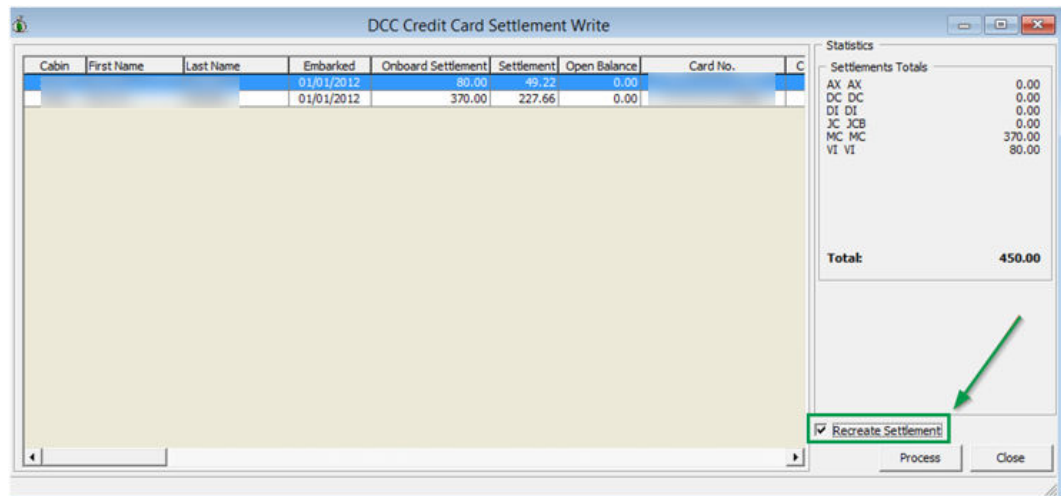 DCC Credit Card Settlement Write
Cabin First Name Last Name Embarked Onboard Settlement Settlement Open Balance Card No. C
01/01/2012 80.00 49.22 0.00
01/01/2012 370.00 227.66 0.00
Statistics
Settlements Totals
AX AX 0.00
DC DC 0.00
DI DI 0.00
JC JCB 0.00
MC MC 370.00
VI VI 80.00
Total: 450.00
Recreate Settlement
Process Close